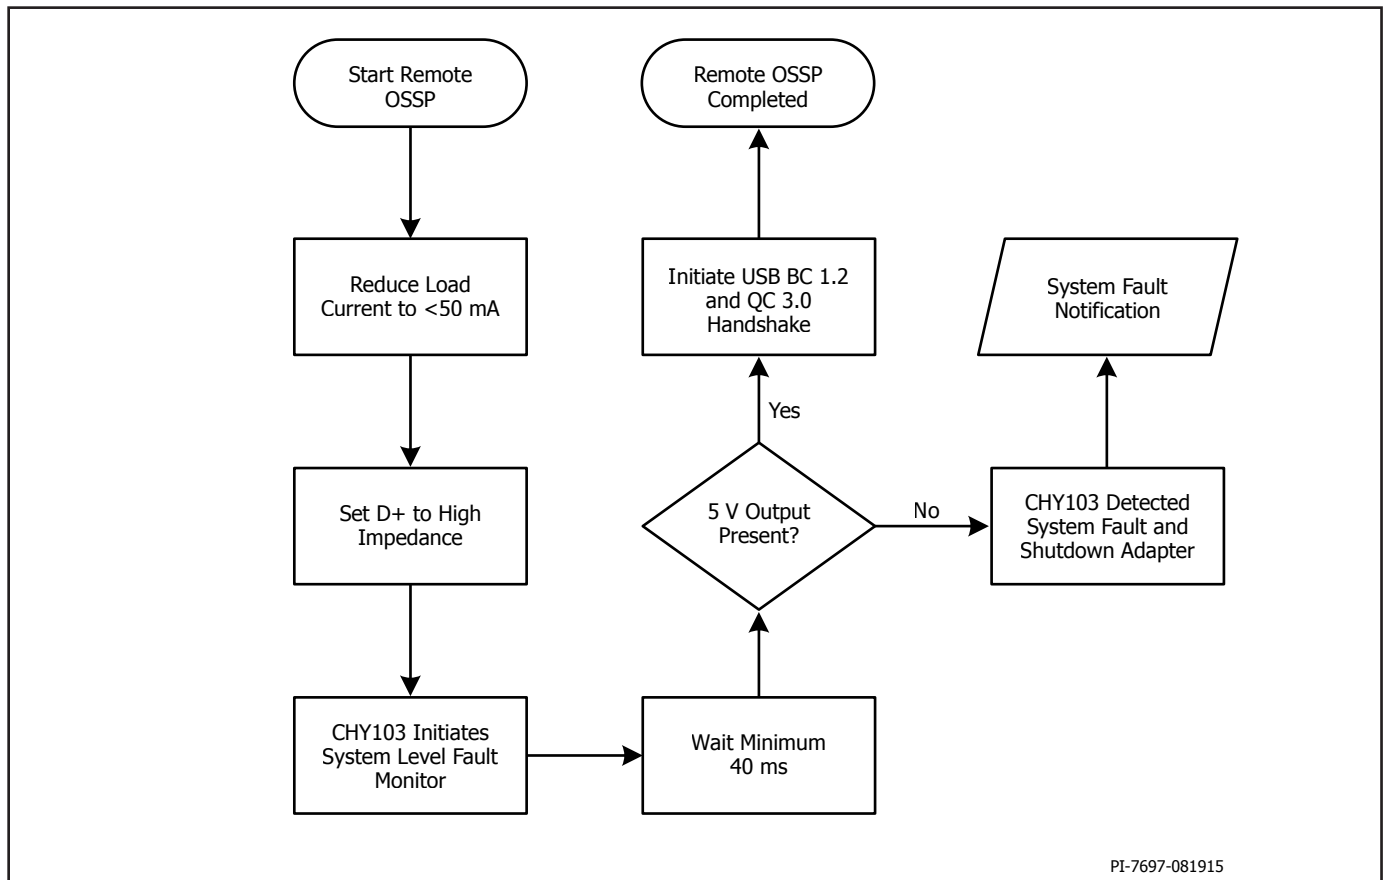 Start Remote
OSSP
Reduce Load
Current to <50 mA
Set D+ to High
Impedance
CHY103 Initiates
System Level Fault
Monitor
Wait Minimum
40 ms
5 V Output
Present?
Yes
No
Initiate USB BC 1.2
and QC 3.0
Handshake
Remote OSSP
Completed
CHY103 Detected
System Fault and
Shutdown Adapter
System Fault
Notification
PI-7697-081915